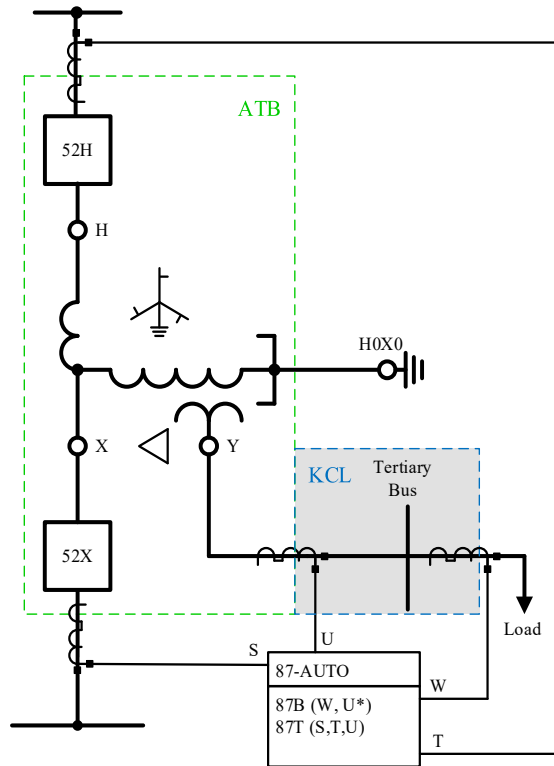 ATB
52H
H
H0X0
X
Y
KCL
Tertiary
Bus
52X
Load
U
S
87-AUTO
W
87B (W, U*)
87T (S,T,U)
T